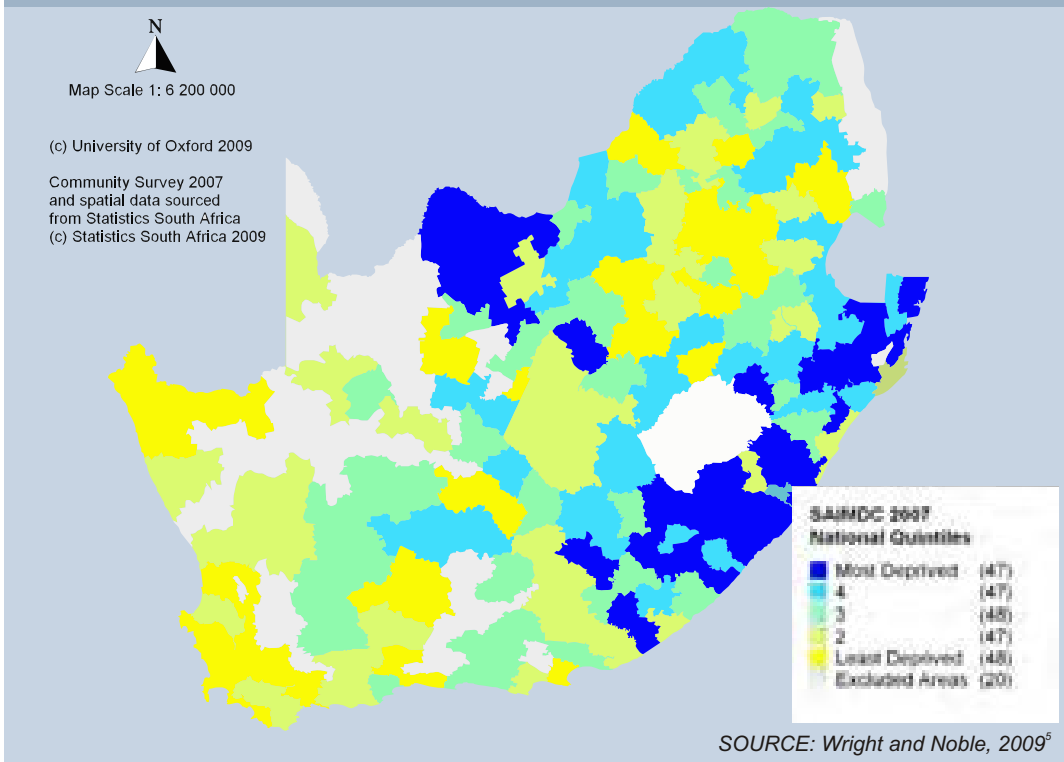 N
Map Scale 1: 6 200 000
(c) University of Oxford 2009
Community Survey 2007
and spatial data sourced
from Statistics South Africa
(c) Statistics South Africa 2009
SAIMDC 2007
National Quintiles
Most Deprived (47)
4 (47)
3 (48)
2 (47)
Least Deprived (48)
Excluded Areas (20)
SOURCE: Wright and Noble, 2009⁵